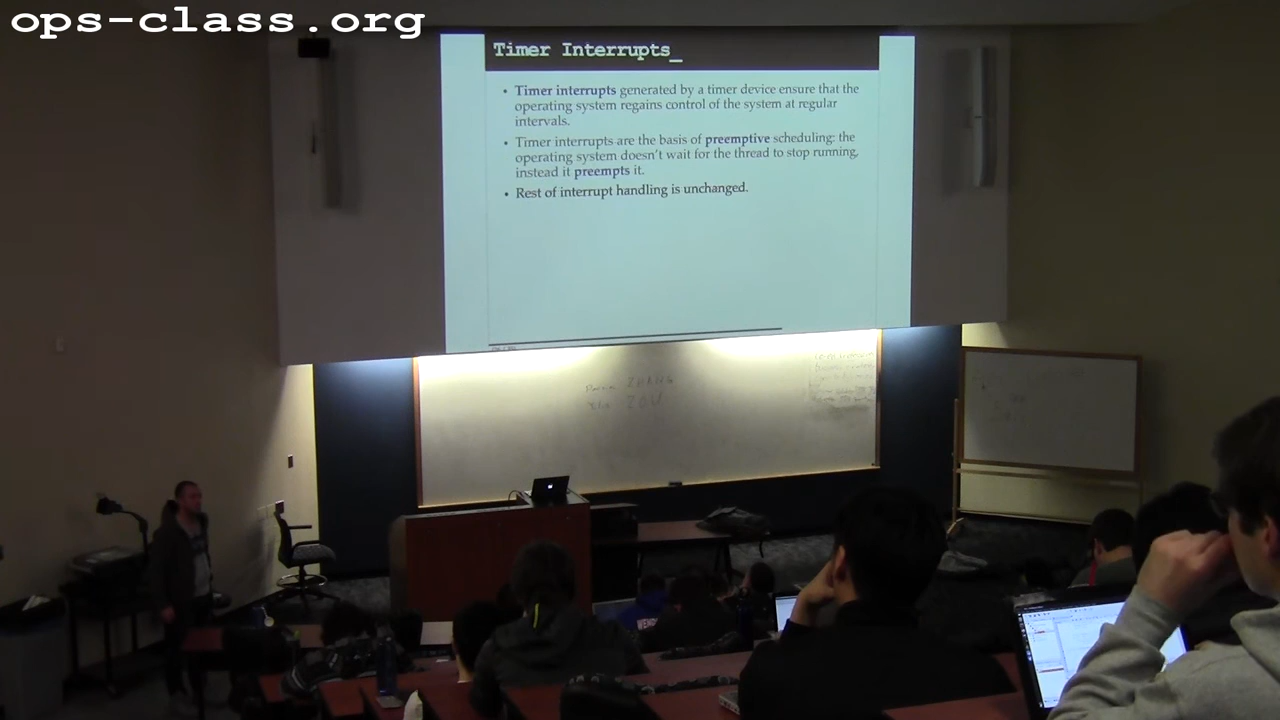 ops-class.org
Timer Interrupts_
• Timer interrupts generated by a timer device ensure that the
operating system regains control of the system at regular
intervals.
• Timer interrupts are the basis of preemptive scheduling: the
operating system doesn't wait for the thread to stop running,
instead it preempts it.
• Rest of interrupt handling is unchanged.
ZHANG
ZOU